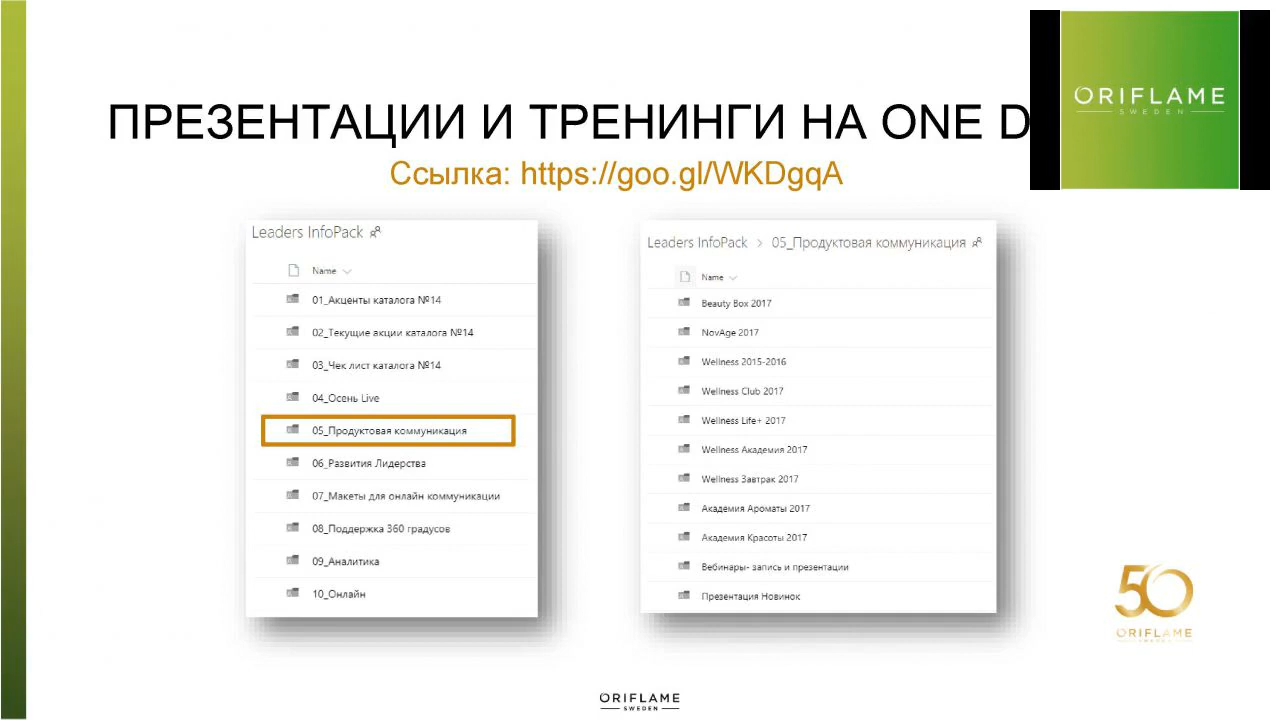 ПРЕЗЕНТАЦИИ И ТРЕНИНГИ НА ONE D
Ссылка: https://goo.gl/WKDgqA
ORIFLAME
SWEDEN
Leaders InfoPack
Name
01_Акценты каталога №14
02_Текущие акции каталога №14
03_Чек лист каталога №14
04_Осень Live
05_Продуктовая коммуникация
06_Развития Лидерства
07_Макеты для онлайн коммуникации
08_Поддержка 360 градусов
09_Аналитика
10_Онлайн
Leaders InfoPack > 05_Продуктовая коммуникация
Name
Beauty Box 2017
NovAge 2017
Wellness 2015-2016
Wellness Club 2017
Wellness Life+ 2017
Wellness Академия 2017
Wellness Завтрак 2017
Академия Ароматы 2017
Академия Красоты 2017
Вебинары- запись и презентации
Презентация Новинок
50
ORIFLAME
ORIFLAME
SWEDEN